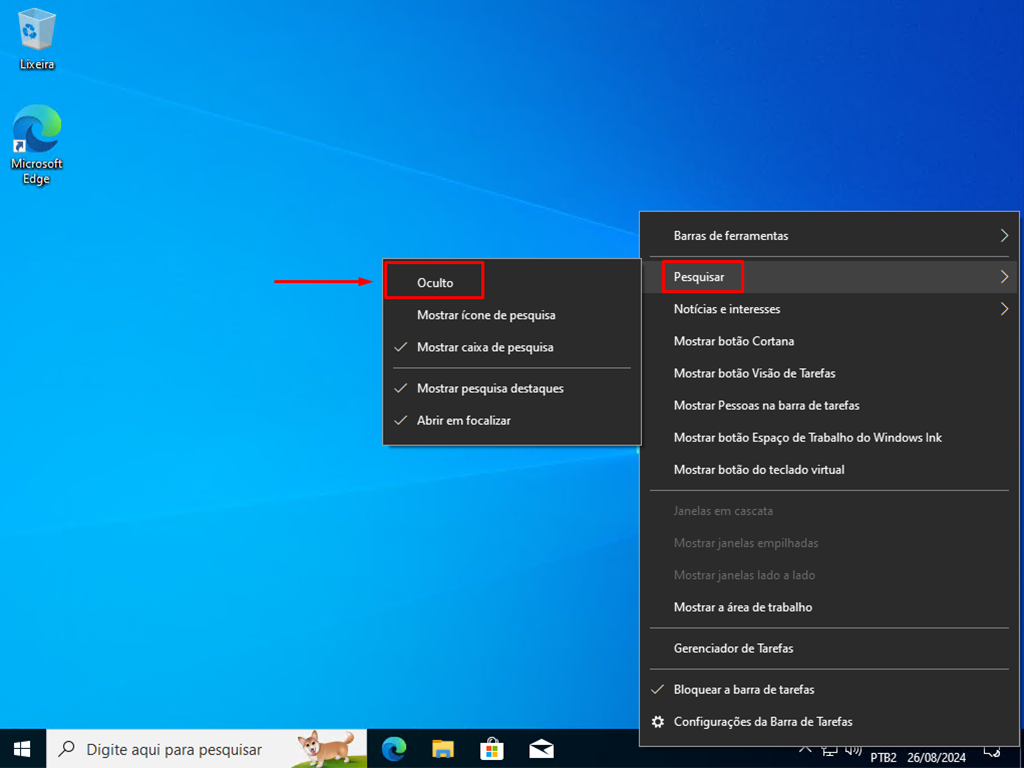 Lixeira
Microsoft
Edge
Barras de ferramentas
Pesquisar
Notícias e interesses
Mostrar botão Cortana
Mostrar botão Visão de Tarefas
Mostrar Pessoas na barra de tarefas
Mostrar botão Espaço de Trabalho do Windows Ink
Mostrar botão do teclado virtual
Janelas em cascata
Mostrar janelas empilhadas
Mostrar janelas lado a lado
Mostrar a área de trabalho
Gerenciador de Tarefas
Bloquear a barra de tarefas
Configurações da Barra de Tarefas
Oculto
Mostrar ícone de pesquisa
Mostrar caixa de pesquisa
Mostrar pesquisa destaques
Abrir em focalizar
Digite aqui para pesquisar
PTB2
26/08/2024